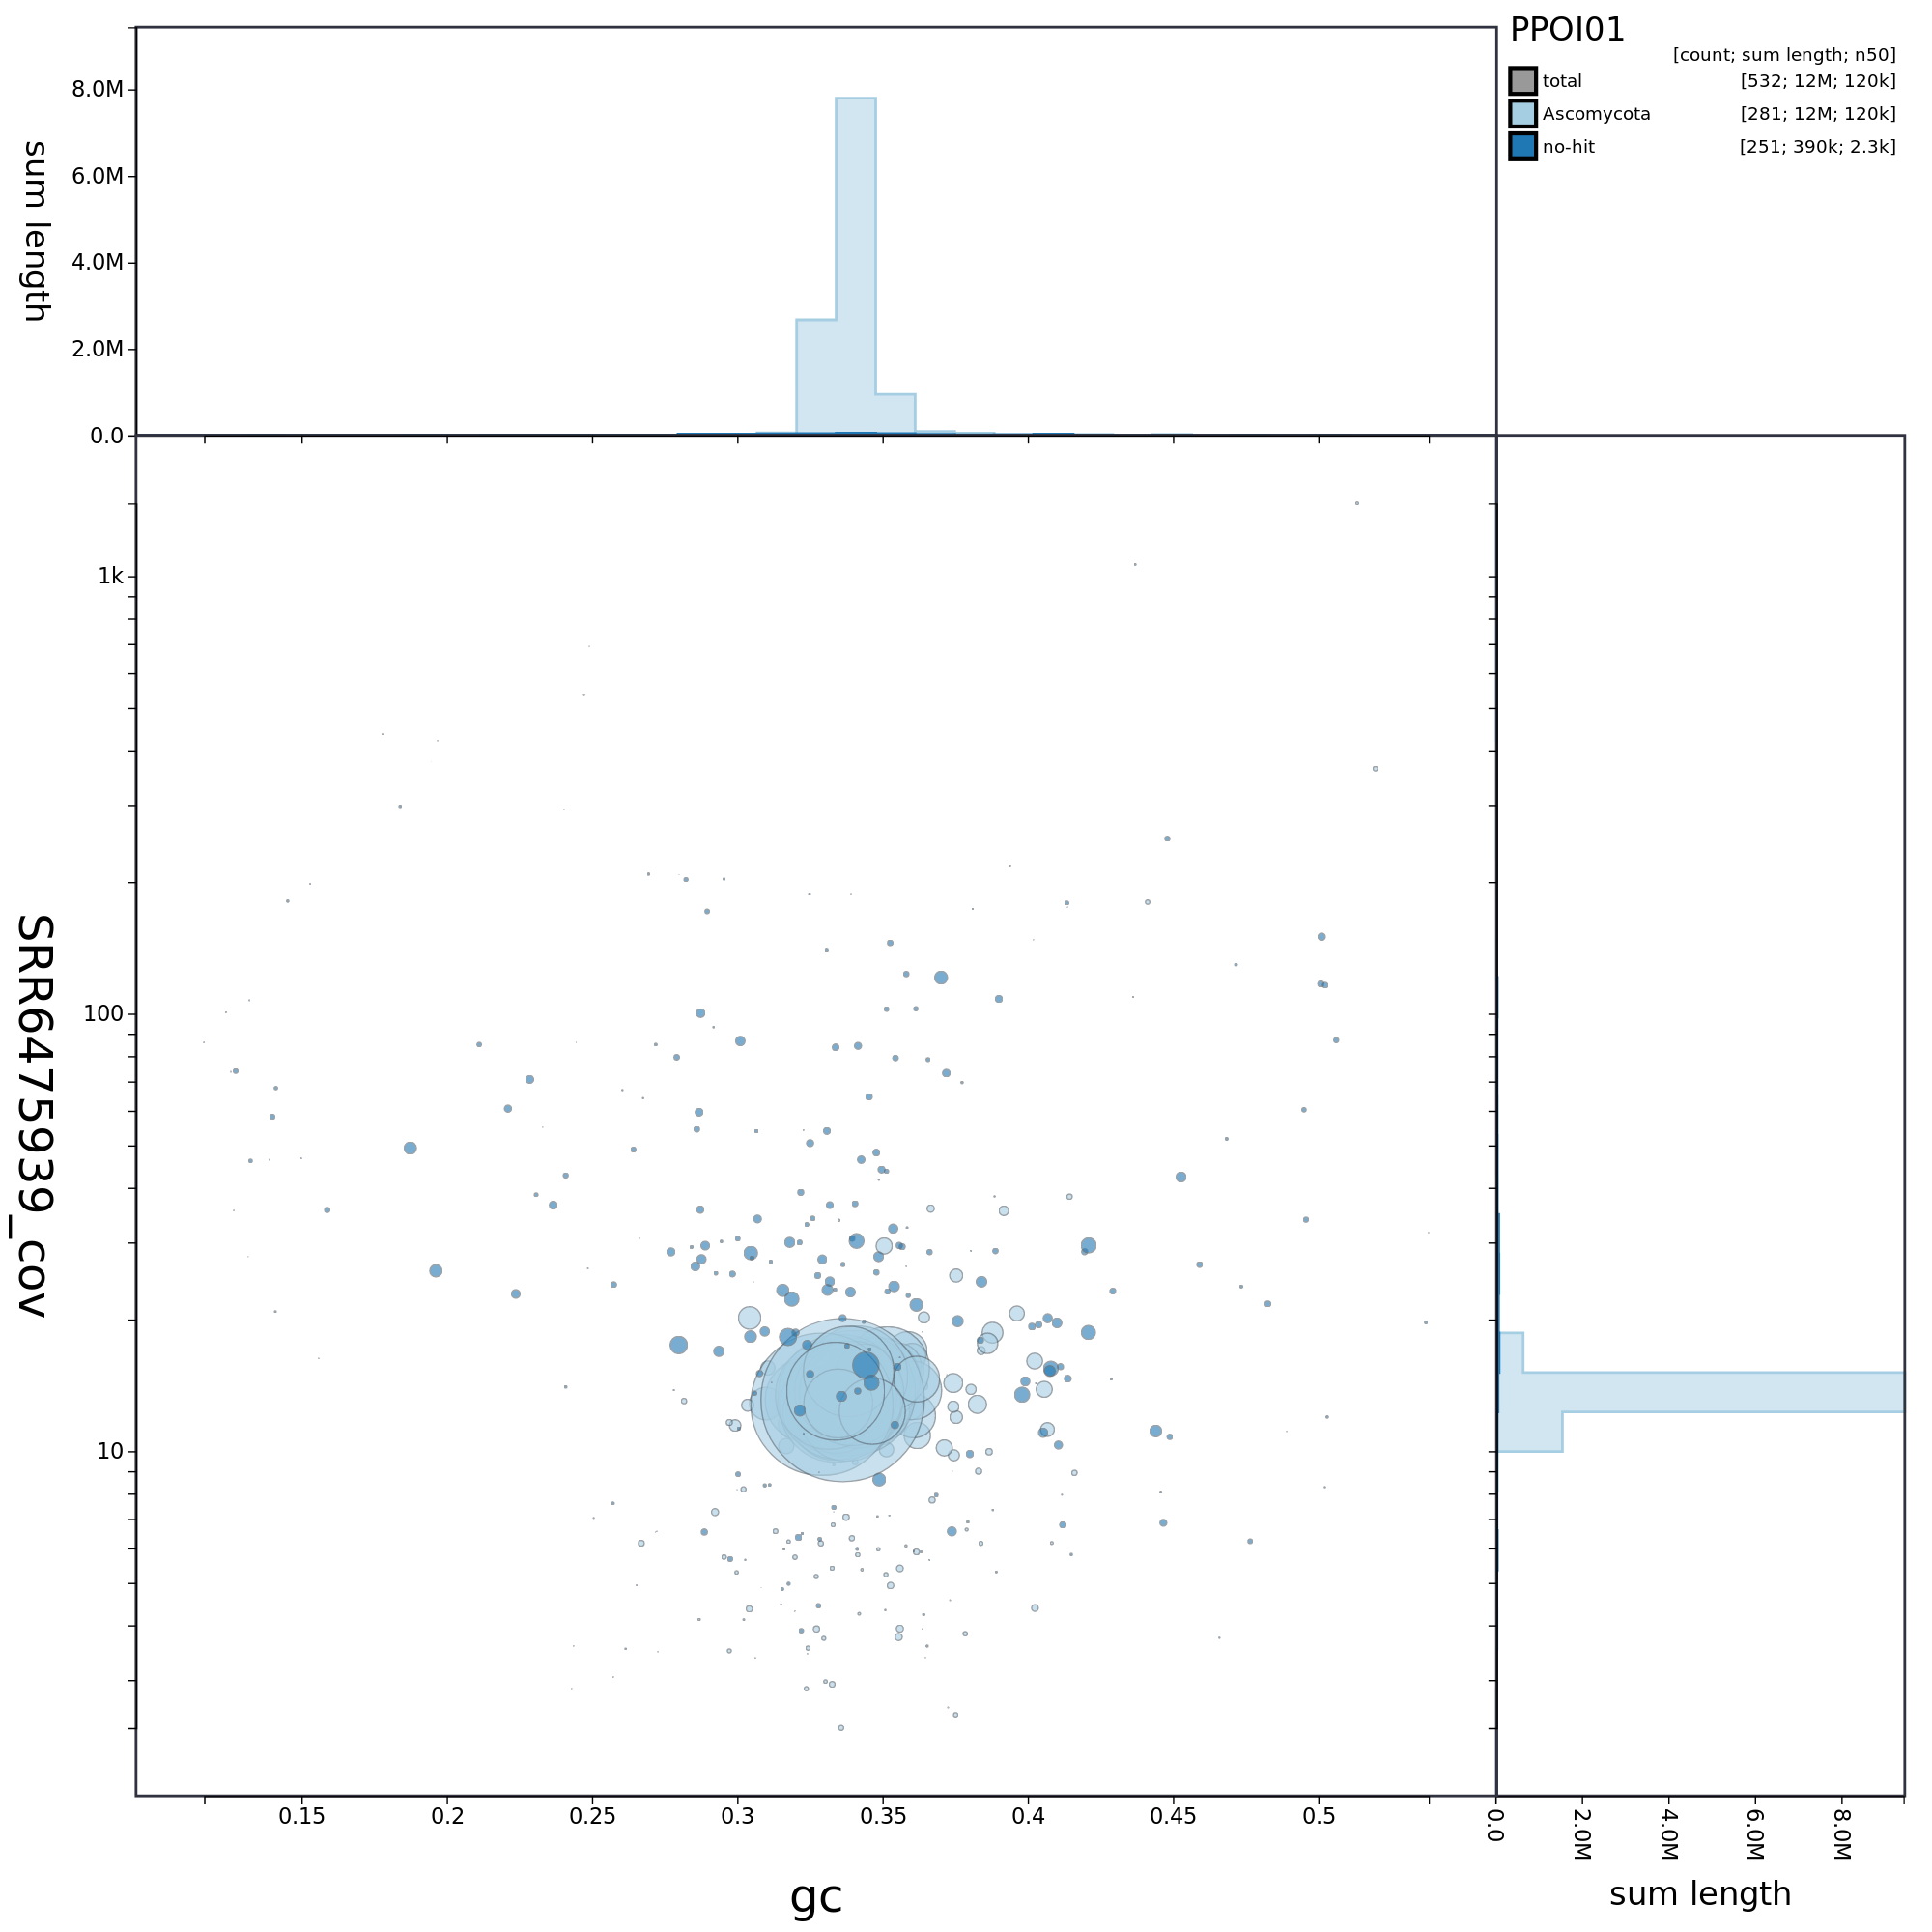 PPOI01
[count; sum length; n50]
total [532; 12M; 120k]
Ascomycota [281; 12M; 120k]
no-hit [251; 390k; 2.3k]
sum length
8.0M
6.0M
4.0M
2.0M
0.0
SRR6475939_cov
1k
100
10
0.15 0.2 0.25 0.3 0.35 0.4 0.45 0.5
gc
0.0 2.0M 4.0M 6.0M 8.0M
sum length